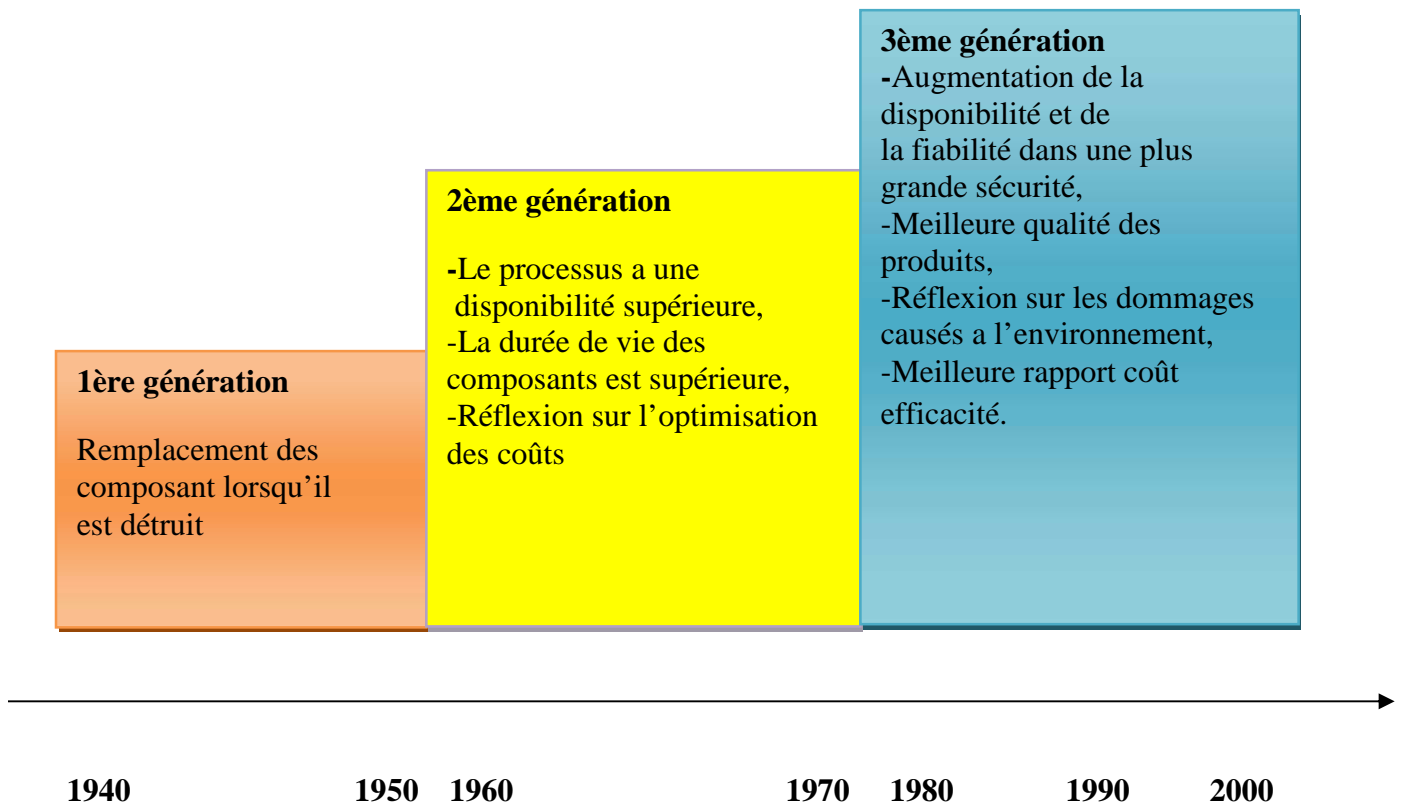 1ère génération
Remplacement des
composant lorsqu’il
est détruit
2ème génération
-Le processus a une
disponibilité supérieure,
-La durée de vie des
composants est supérieure,
-Réflexion sur l’optimisation
des coûts
3ème génération
-Augmentation de la
disponibilité et de
la fiabilité dans une plus
grande sécurité,
-Meilleure qualité des
produits,
-Réflexion sur les dommages
causés a l’environnement,
-Meilleure rapport coût
efficacité.
1940 1950 1960 1970 1980 1990 2000